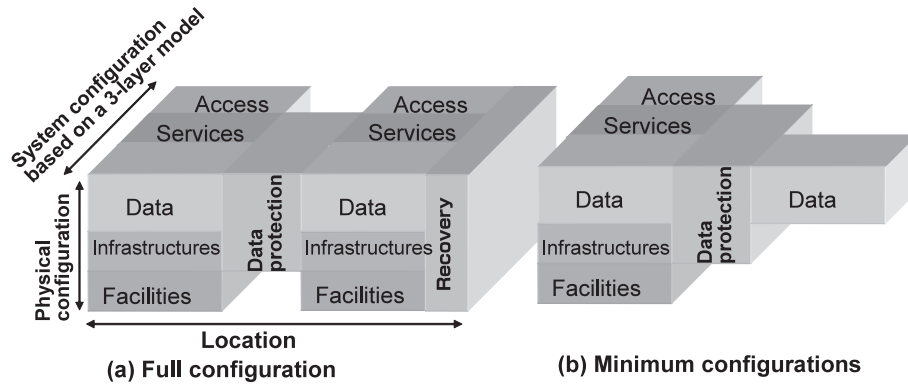 System configuration
based on a 3-layer model
Access
Services
Access
Services
Physical
configuration
Data
Infrastructures
Facilities
Data
protection
Data
Infrastructures
Facilities
Recovery
Location
(a) Full configuration
Access
Services
Data
Infrastructures
Facilities
Data
protection
Data
(b) Minimum configurations